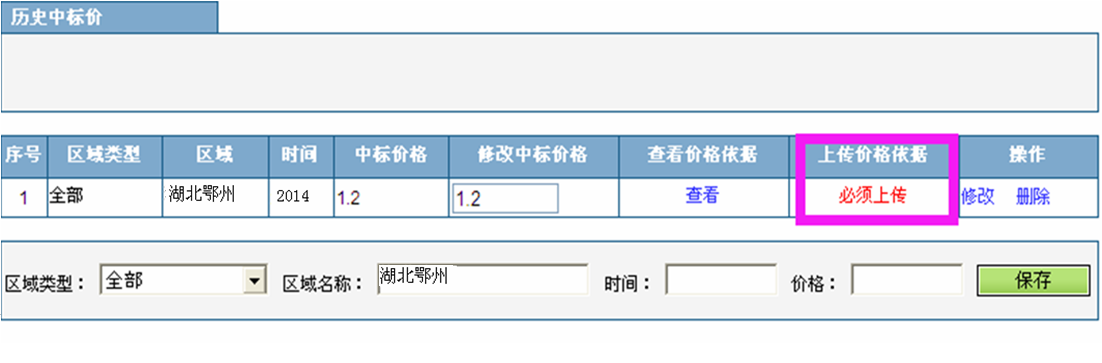 历史中标价
序号 区域类型 区域 时间 中标价格 修改中标价格 查看价格依据 上传价格依据 操作
1 全部 湖北鄂州 2014 1.2 1.2 查看 必须上传 修改 删除
区域类型： 全部 区域名称： 湖北鄂州 时间： 价格： 保存